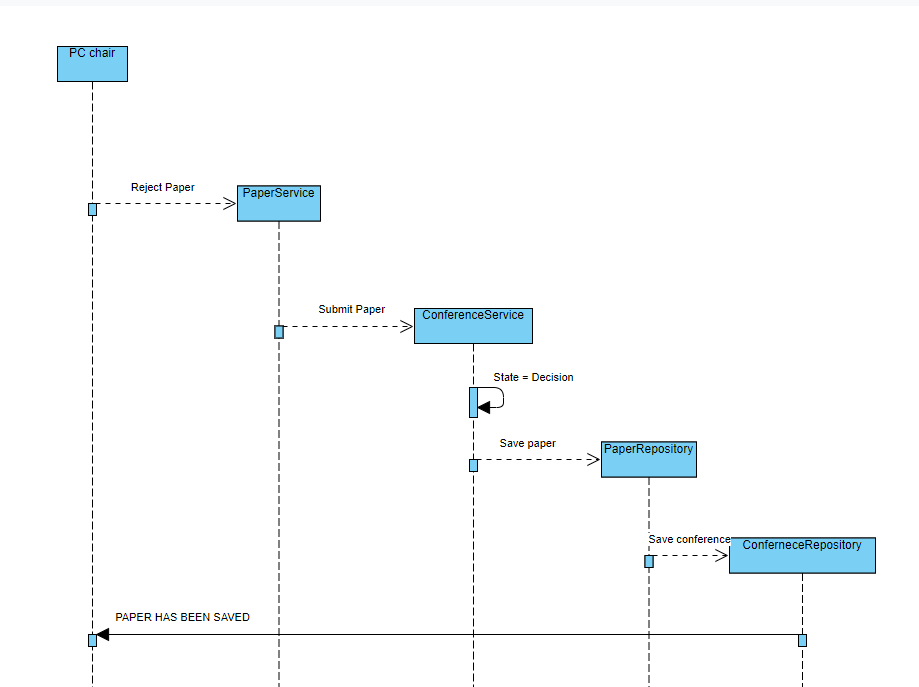 PC chair
Reject Paper
PaperService
Submit Paper
ConferenceService
State = Decision
Save paper
PaperRepository
Save conference
ConferneceRepository
PAPER HAS BEEN SAVED